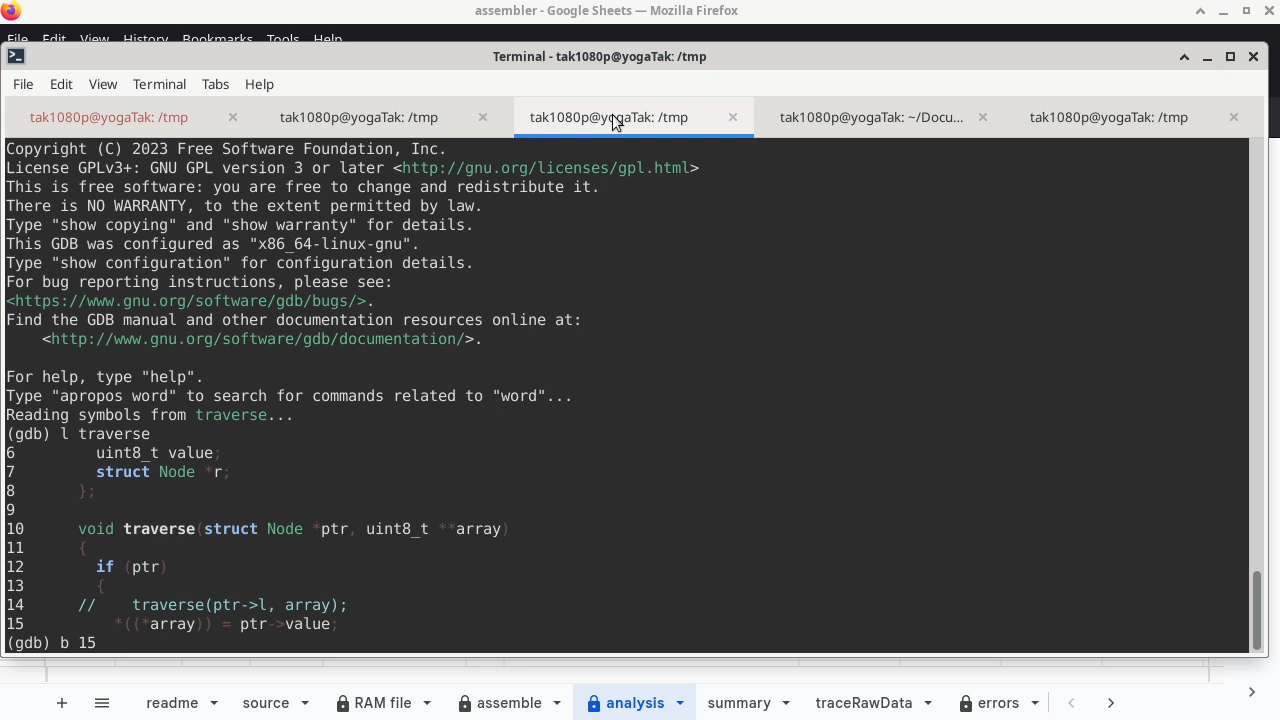 assembler - Google Sheets — Mozilla Firefox
File Edit View History Bookmarks Tools Help
Terminal - tak1080p@yogaTak: /tmp
File Edit View Terminal Tabs Help
tak1080p@yogaTak: /tmp tak1080p@yogaTak: /tmp tak1080p@yogaTak: /tmp tak1080p@yogaTak: ~/Docu... tak1080p@yogaTak: /tmp
Copyright (C) 2023 Free Software Foundation, Inc.
License GPLv3+: GNU GPL version 3 or later <http://gnu.org/licenses/gpl.html>
This is free software: you are free to change and redistribute it.
There is NO WARRANTY, to the extent permitted by law.
Type "show copying" and "show warranty" for details.
This GDB was configured as "x86_64-linux-gnu".
Type "show configuration" for configuration details.
For bug reporting instructions, please see:
<https://www.gnu.org/software/gdb/bugs/>.
Find the GDB manual and other documentation resources online at:
    <http://www.gnu.org/software/gdb/documentation/>.
For help, type "help".
Type "apropos word" to search for commands related to "word"...
Reading symbols from traverse...
(gdb) l traverse
6         uint8_t value;
7         struct Node *r;
8       };
9
10      void traverse(struct Node *ptr, uint8_t **array)
11      {
12        if (ptr)
13        {
14      //    traverse(ptr->l, array);
15          *((*array)) = ptr->value;
(gdb) b 15
readme source RAM file assemble analysis summary traceRawData errors